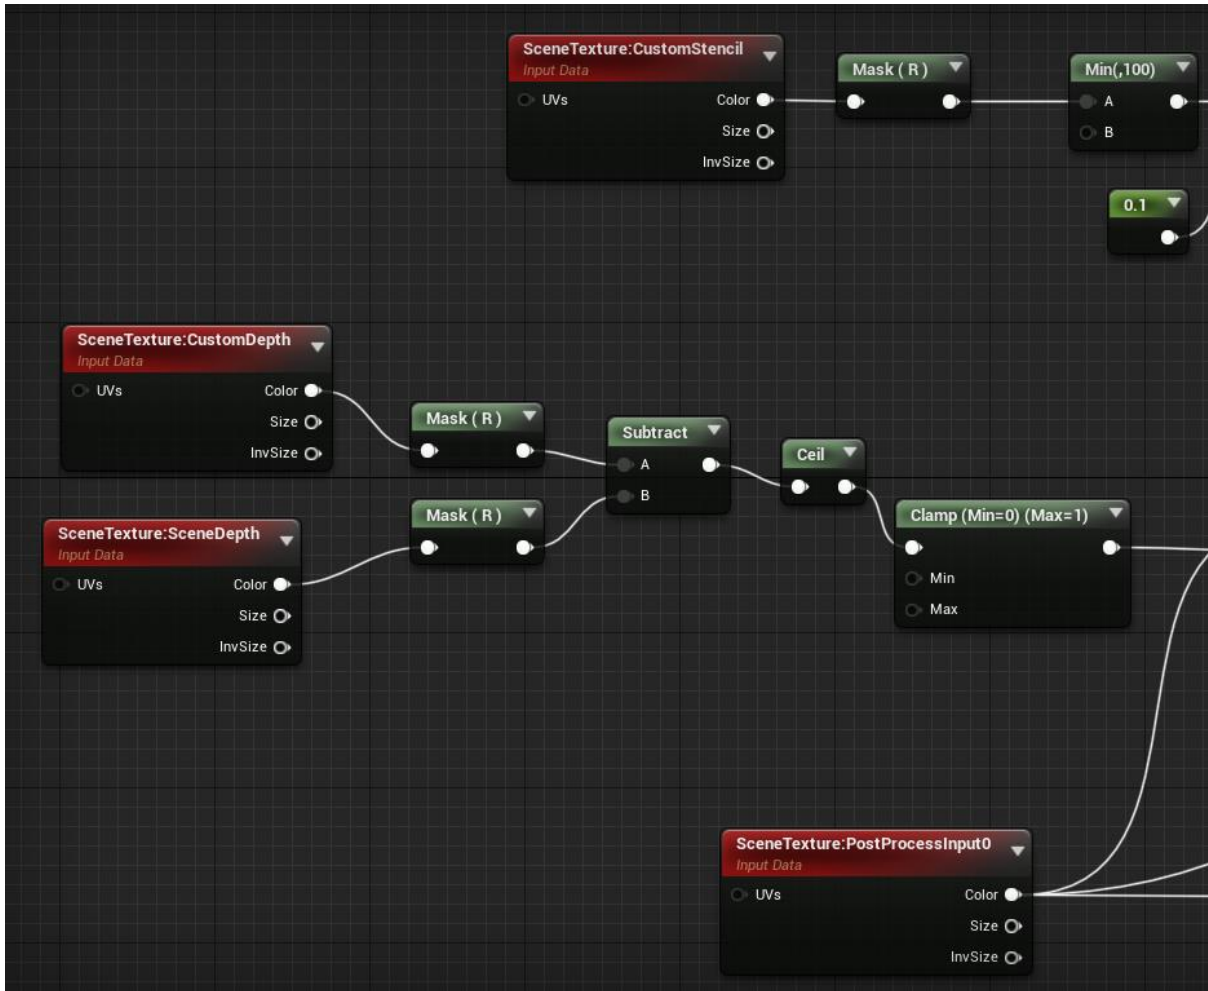 SceneTexture:CustomStencil
Input Data
UVs Color
Size
InvSize
Mask ( R )
Min(,100)
A
B
0.1
SceneTexture:CustomDepth
Input Data
UVs Color
Size
InvSize
Mask ( R )
Subtract
A
B
Ceil
Mask ( R )
Clamp (Min=0) (Max=1)
Min
Max
SceneTexture:SceneDepth
Input Data
UVs Color
Size
InvSize
SceneTexture:PostProcessInput0
Input Data
UVs Color
Size
InvSize